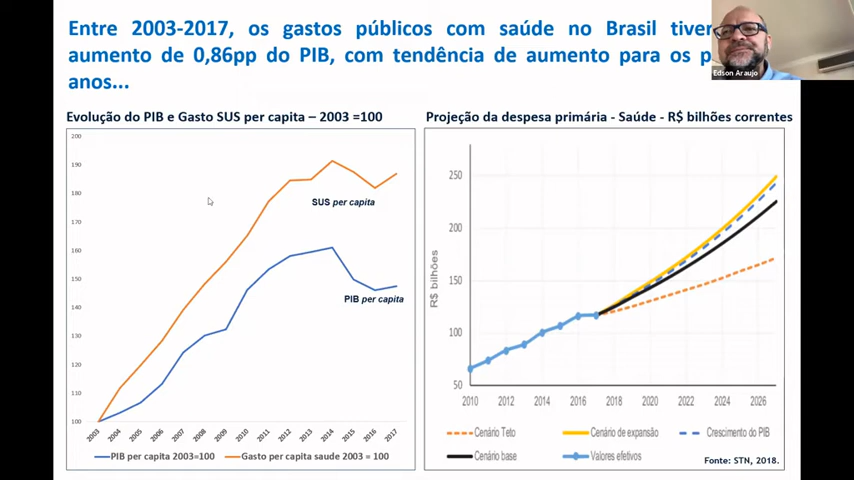 Entre 2003-2017, os gastos públicos com saúde no Brasil
aumento de 0,86pp do PIB, com tendência de aumento para os
anos...
Edson Araujo
Evolução do PIB e Gasto SUS per capita – 2003 =100
200
190
180
170
160
150
140
130
120
110
100
SUS per capita
PIB per capita
2003 2004 2005 2006 2007 2008 2009 2010 2011 2012 2013 2014 2015 2016 2017
PIB per capita 2003=100 Gasto per capita saude 2003 = 100
Projeção da despesa primária - Saúde - R$ bilhões correntes
R$ bilhões
250
200
150
100
50
2010 2012 2014 2016 2018 2020 2022 2024 2026
Cenário Teto Cenário de expansão Crescimento do PIB
Cenário base Valores efetivos
Fonte: STN, 2018.